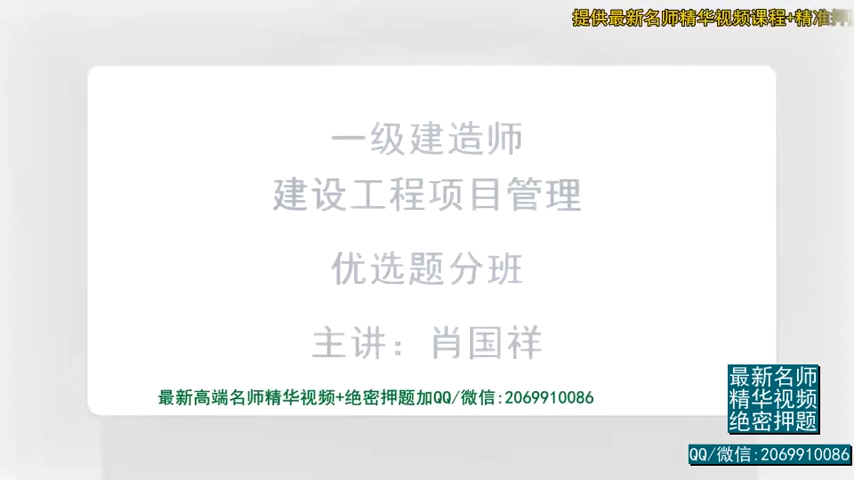 提供最新名师精华视频课程+精准押
一级建造师
建设工程项目管理
优选题分班
主讲：肖国祥
最新高端名师精华视频+绝密押题加QQ/微信:2069910086
最新名师
精华视频
绝密押题
QQ/微信:2069910086